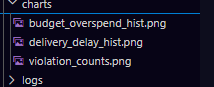 charts
budget_overspend_hist.png
delivery_delay_hist.png
violation_counts.png
logs